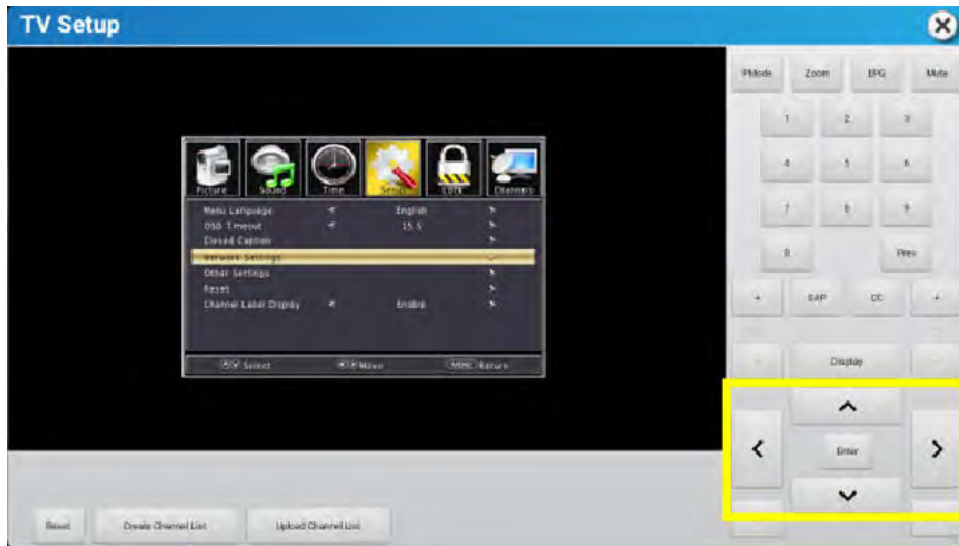 TV Setup
PMode Zoom EPG Mute
1 2 3
4 5 6
7 8 9
0 Prev
+ SAP CC +
- Display -
Enter
Picture Sound Time Setup Lock Channels
Menu Language English
OSD Timeout 15 S
Closed Caption
Network Settings
Other Settings
Reset
Channel Label Display Enable
Select Move Return
Reset Create Channel List Upload Channel List